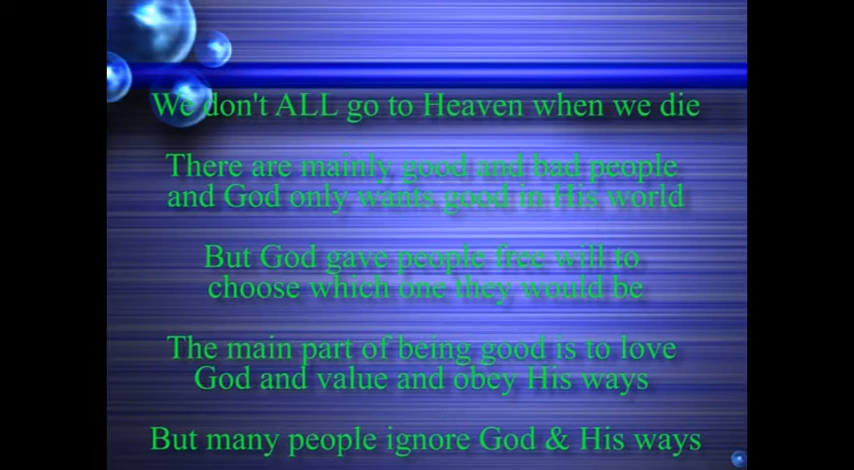 We don't ALL go to Heaven when we die
There are mainly good and bad people
and God only wants good in His world
But God gave people free will to
choose which one they would be
The main part of being good is to love
God and value and obey His ways
But many people ignore God & His ways